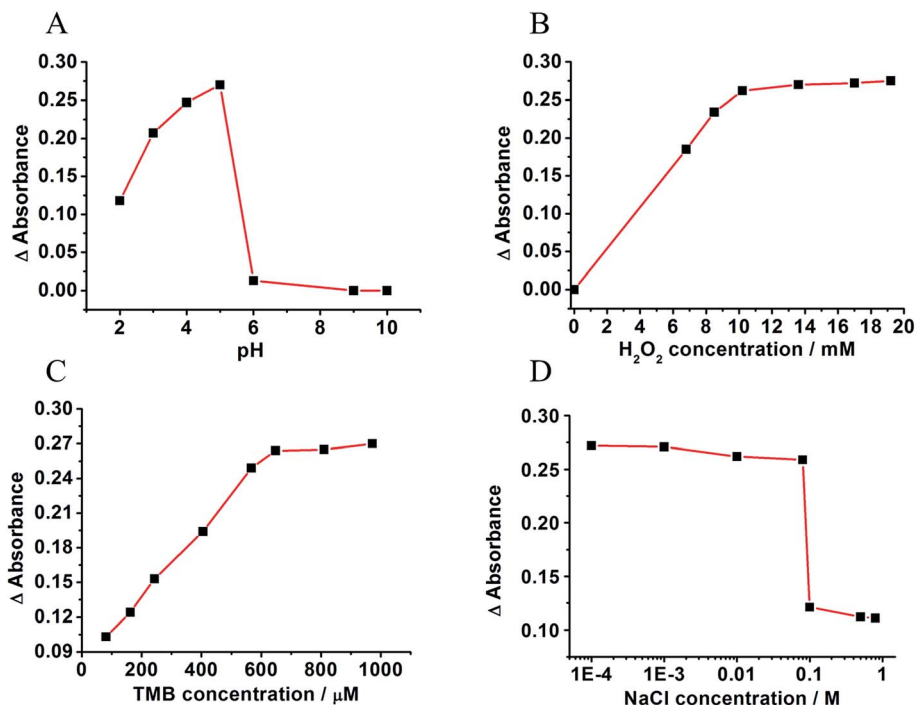 A
0.30
0.25
0.20
0.15
0.10
0.05
0.00
Δ Absorbance
2 4 6 8 10
pH
B
0.30
0.25
0.20
0.15
0.10
0.05
0.00
Δ Absorbance
0 2 4 6 8 10 12 14 16 18 20
H₂O₂ concentration / mM
C
0.30
0.27
0.24
0.21
0.18
0.15
0.12
0.09
Δ Absorbance
0 200 400 600 800 1000
TMB concentration / μM
D
0.30
0.25
0.20
0.15
0.10
Δ Absorbance
1E-4 1E-3 0.01 0.1 1
NaCl concentration / M